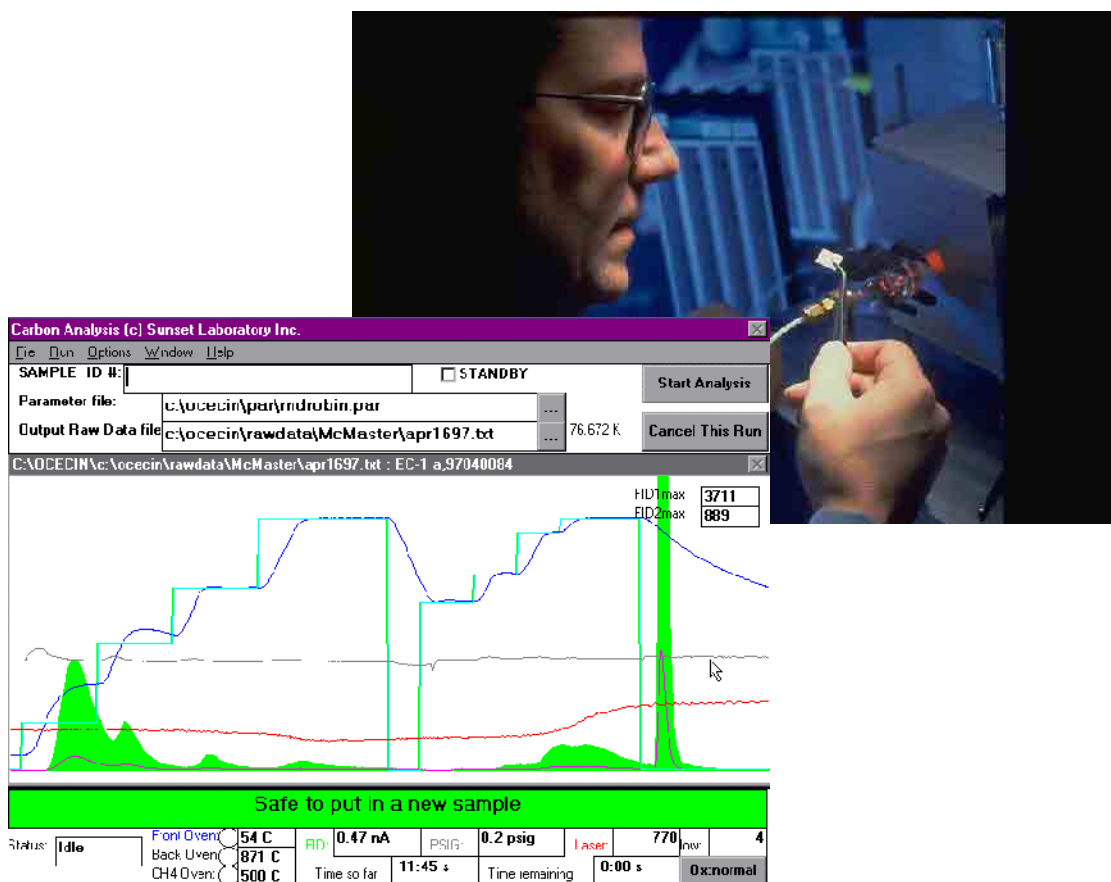 Carbon Analysis (c) Sunset Laboratory Inc.
File Run Options Window Help
SAMPLE ID #: STANDBY Start Analysis
Parameter file: c:\ocecin\par\mdrobin.par ...
Output Raw Data file c:\ocecin\rawdata\McMaster\apr1697.txt ... 76.672 K Cancel This Run
C:\OCECIN\c:\ocecin\rawdata\McMaster\apr1697.txt : EC-1 a,97040084
FID1max 3711
FID2max 889
Safe to put in a new sample
Status: Idle
Front Oven: 54 C FID: 0.47 nA PSIG: 0.2 psig Laser: 770 low: 4
Back Oven: 871 C
CH4 Oven: 500 C Time so far 11:45 s Time remaining 0:00 s Ox:normal